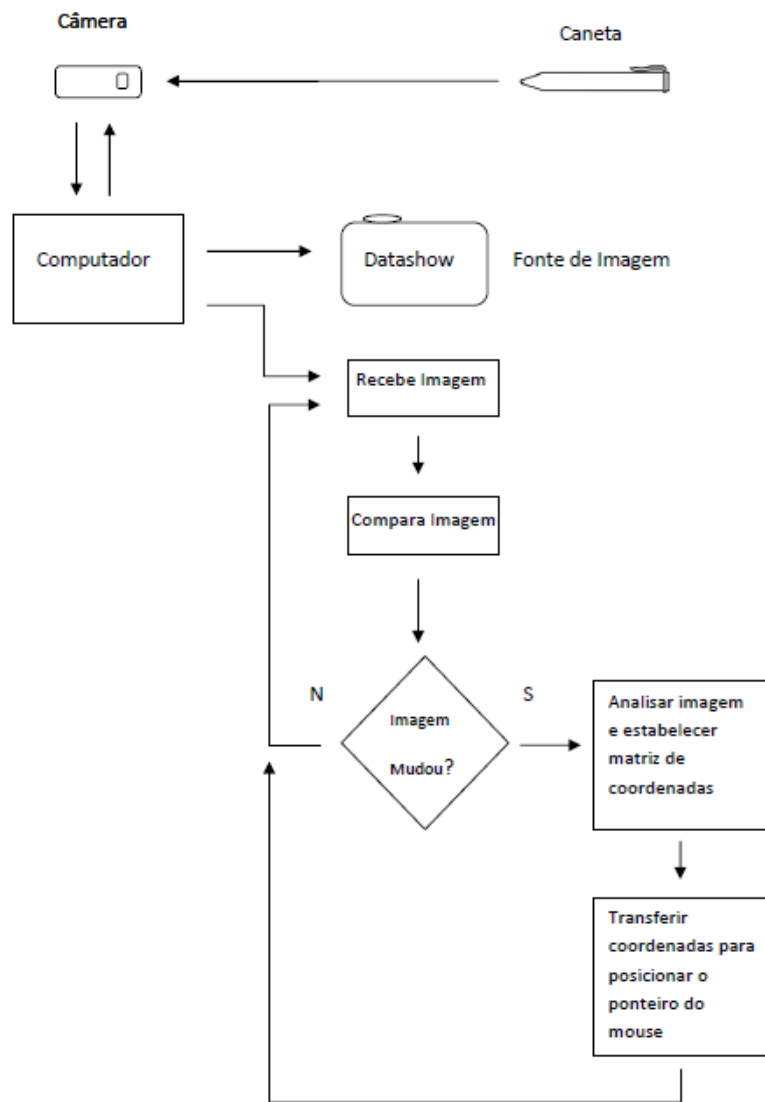 Câmera
Caneta
Computador
Datashow
Fonte de Imagem
Recebe Imagem
Compara Imagem
N
S
Imagem
Mudou?
Analisar imagem
e estabelecer
matriz de
coordenadas
Transferir
coordenadas para
posicionar o
ponteiro do
mouse